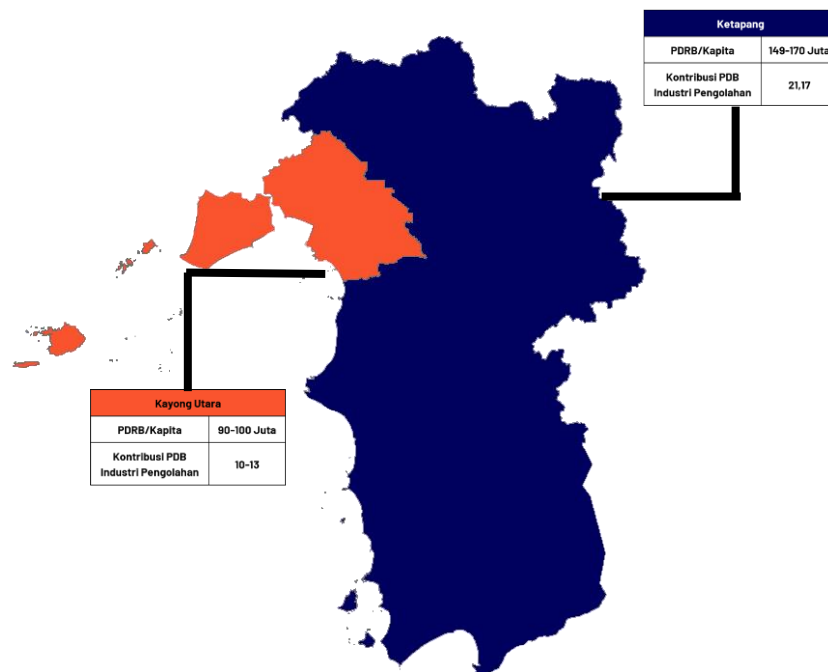 Ketapang
PDRB/Kapita 149-170 Juta
Kontribusi PDB
Industri Pengolahan 21,17
Kayong Utara
PDRB/Kapita 90-100 Juta
Kontribusi PDB
Industri Pengolahan 10-13